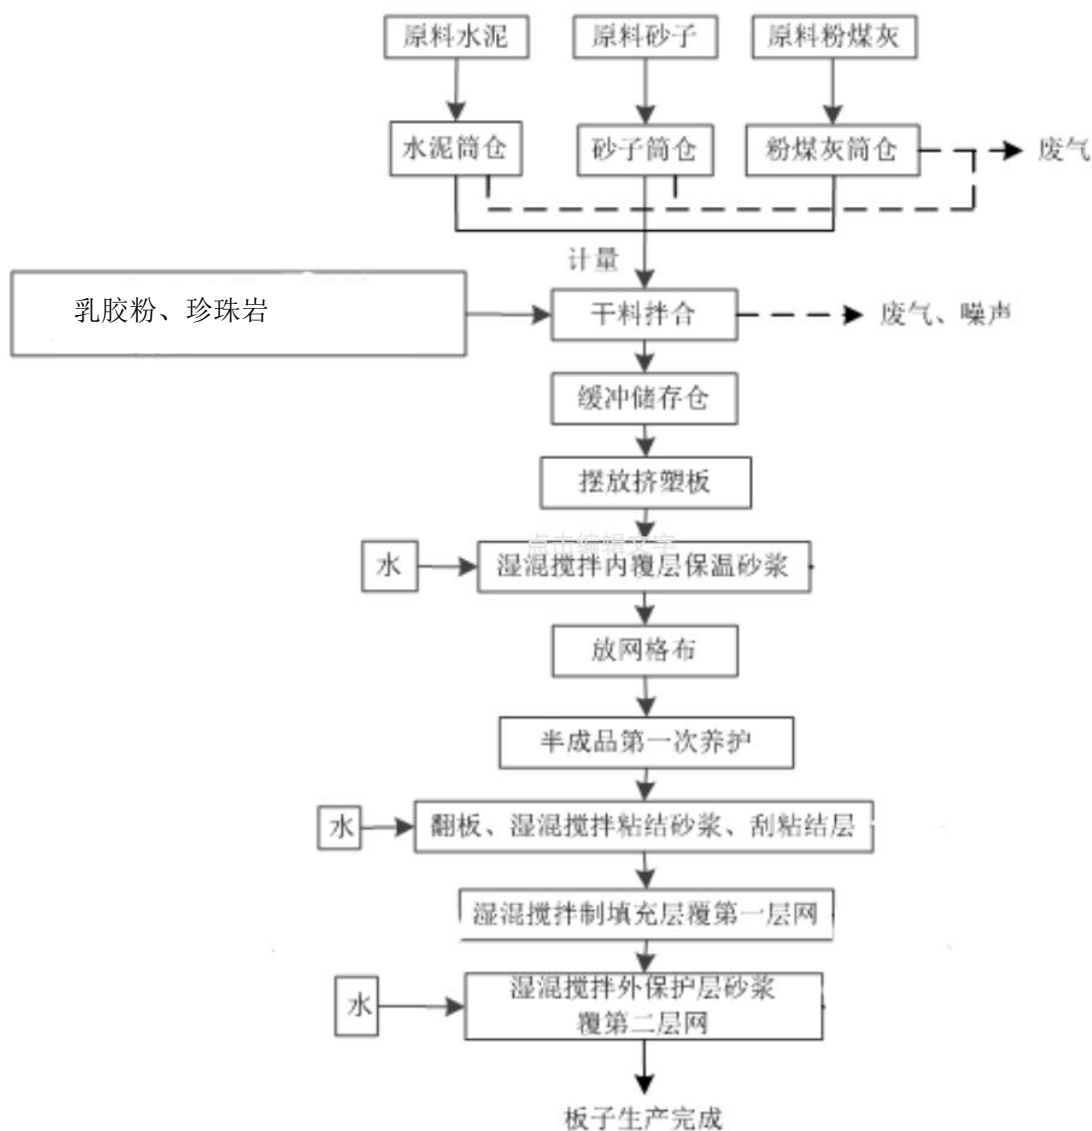 原料水泥
原料砂子
原料粉煤灰
水泥筒仓
砂子筒仓
粉煤灰筒仓
废气
计量
乳胶粉、珍珠岩
干料拌合
废气、噪声
缓冲储存仓
摆放挤塑板
点击编辑文字
水
湿混搅拌内覆层保温砂浆
放网格布
半成品第一次养护
水
翻板、湿混搅拌粘结砂浆、刮粘结层
湿混搅拌制填充层覆第一层网
水
湿混搅拌外保护层砂浆
覆第二层网
板子生产完成